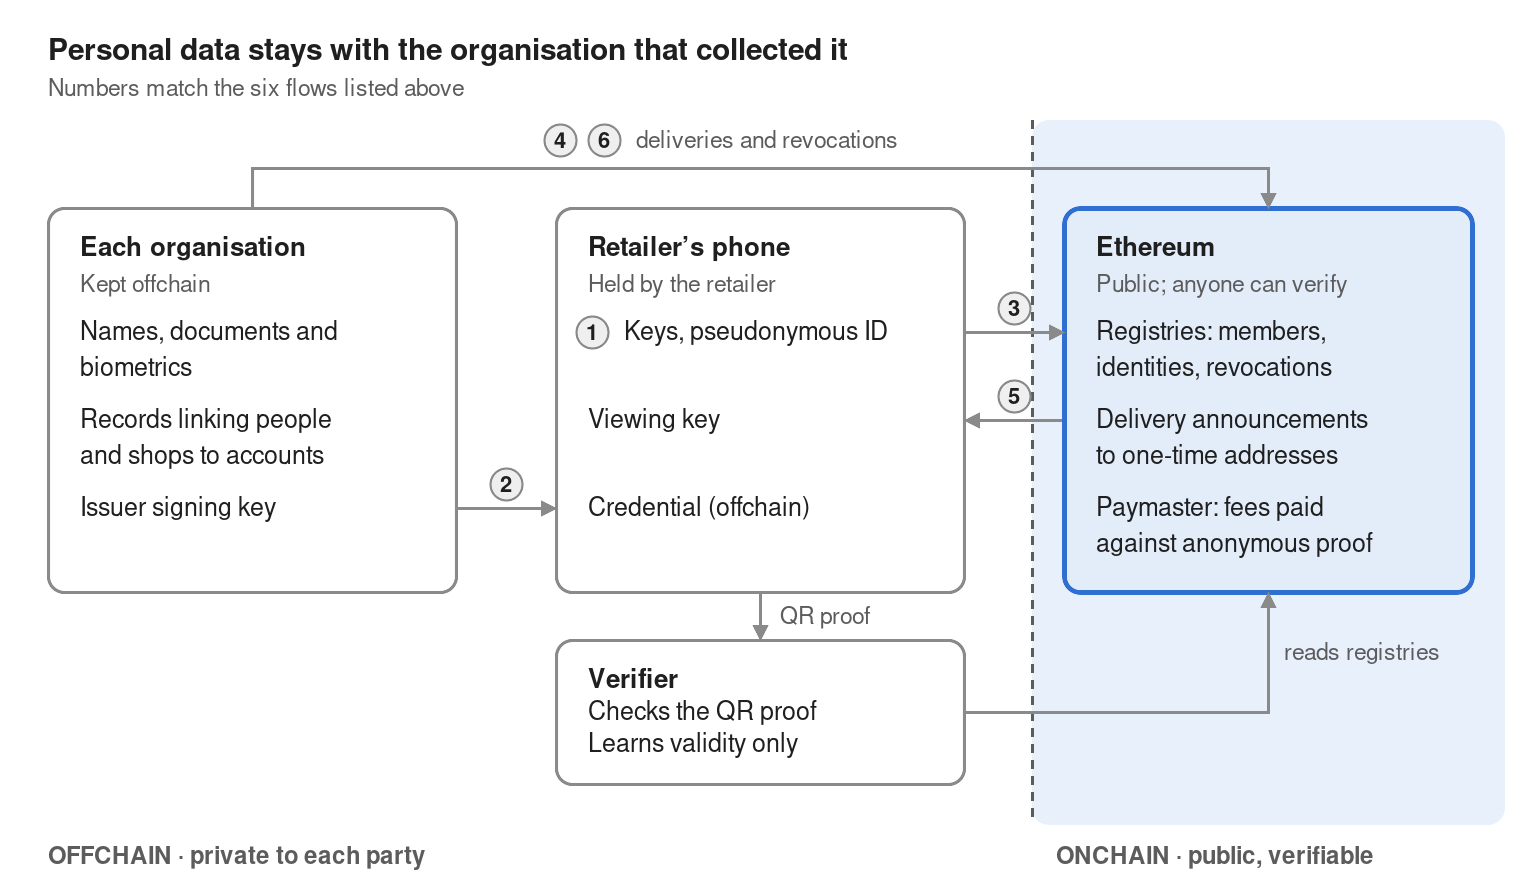 Personal data stays with the organisation that collected it
Numbers match the six flows listed above
4 6 deliveries and revocations
Each organisation
Kept offchain
Names, documents and
biometrics
Records linking people
and shops to accounts
Issuer signing key
2
Retailer’s phone
Held by the retailer
1 Keys, pseudonymous ID
Viewing key
Credential (offchain)
3
5
Ethereum
Public; anyone can verify
Registries: members,
identities, revocations
Delivery announcements
to one-time addresses
Paymaster: fees paid
against anonymous proof
QR proof
Verifier
Checks the QR proof
Learns validity only
reads registries
OFFCHAIN · private to each party
ONCHAIN · public, verifiable